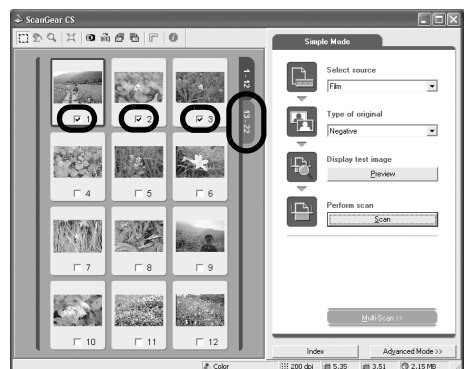 ScanGear CS
Simple Mode
1 2 3
1 - 12
13 - 22
4 5 6
7 8 9
10 11 12
Select source
Film
Type of original
Negative
Display test image
Preview
Perform scan
Scan
Multi-Scan >>
Index Advanced Mode >>
Color 200 dpi 5.35 3.51 2.15 MB